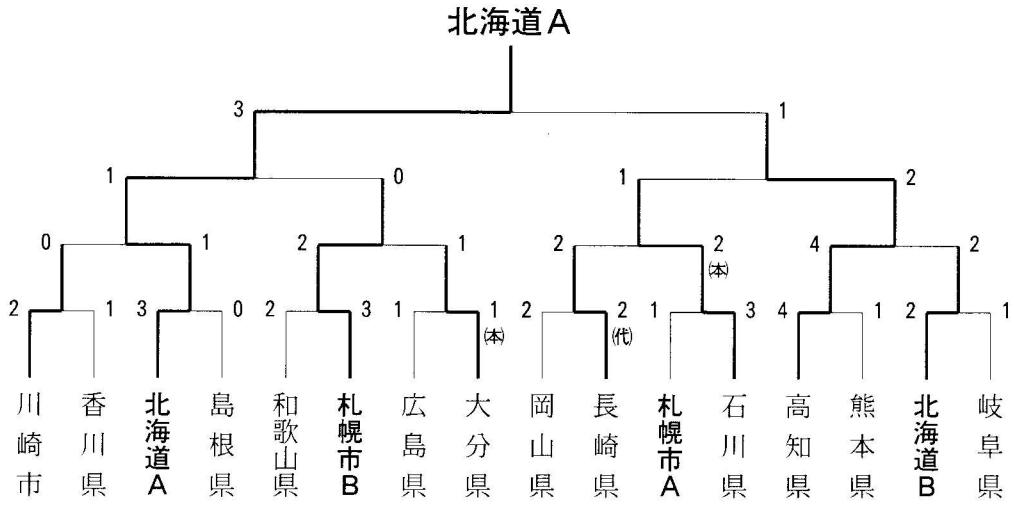 北海道A
3 1
1 0 1 2
0 1 2 1 2 2 4 2
(本)
2 1 3 0 2 3 1 1 2 2 1 3 4 1 2 1
(本) (代)
川崎市
香川県
北海道A
島根県
和歌山県
札幌市B
広島県
大分県
岡山県
長崎県
札幌市A
石川県
高知県
熊本県
北海道B
岐阜県